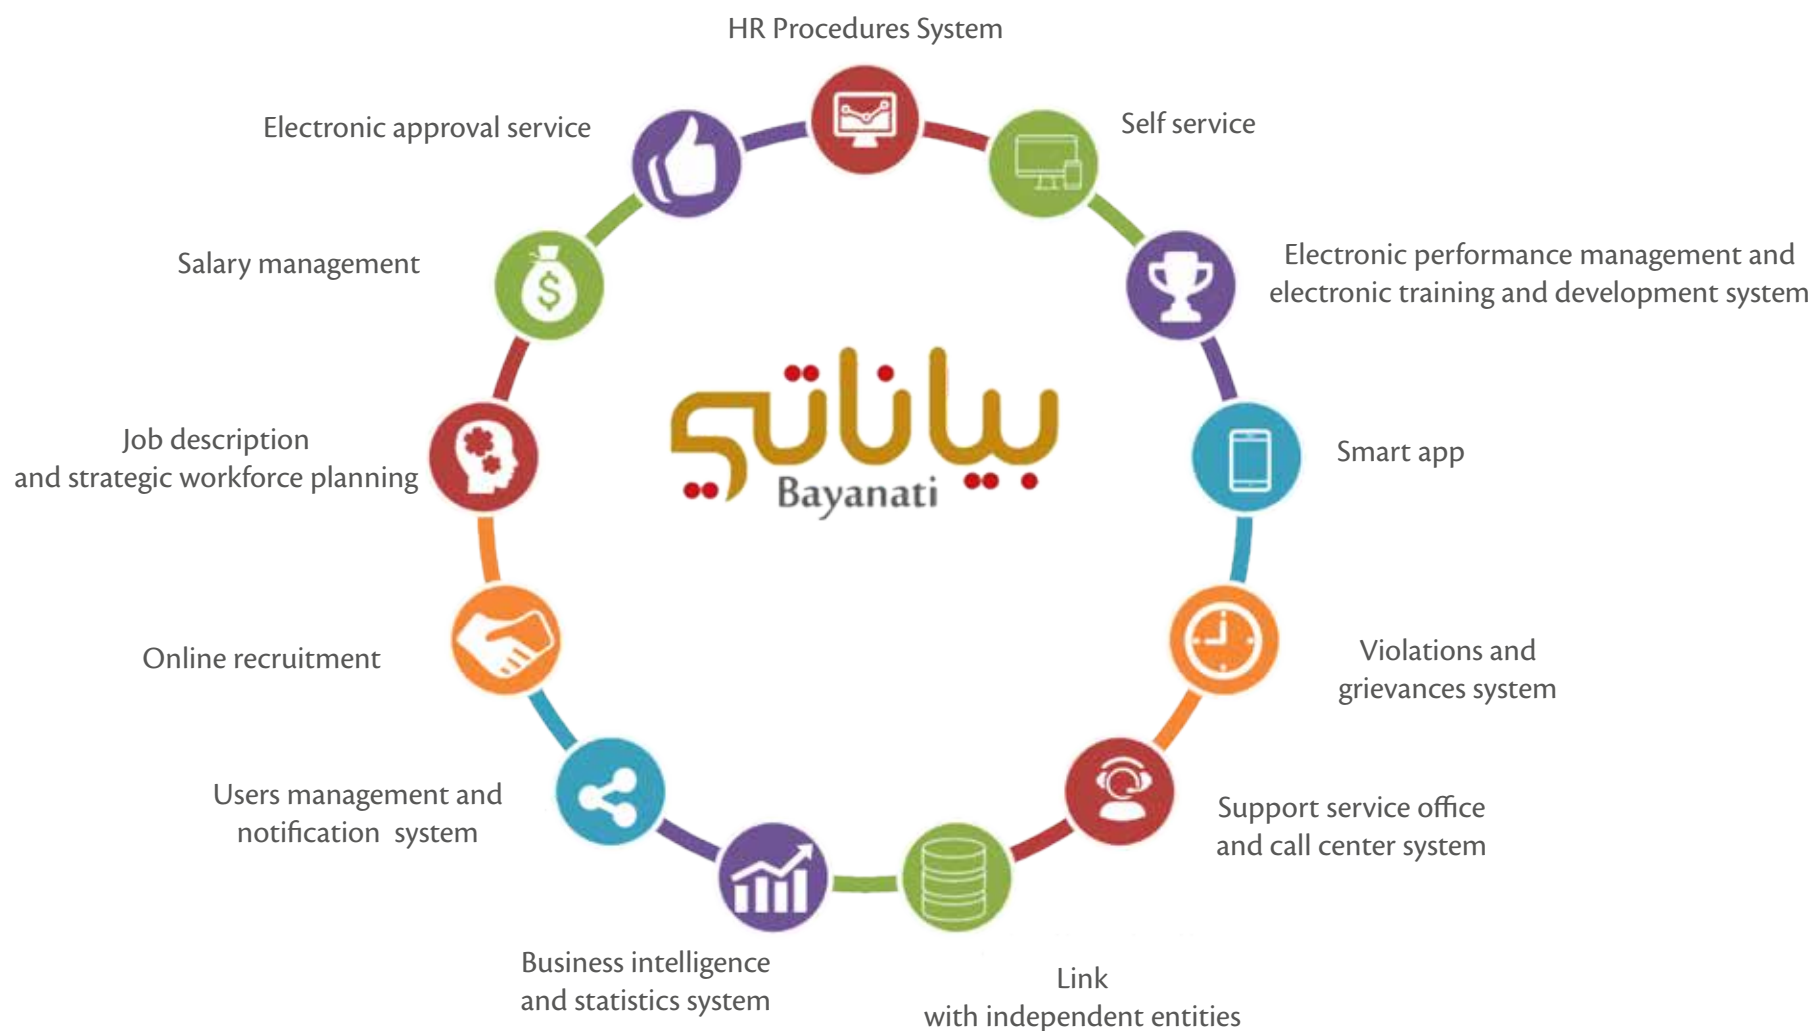 HR Procedures System
Self service
Electronic performance management and
electronic training and development system
Smart app
Violations and
grievances system
Support service office
and call center system
Link
with independent entities
Business intelligence
and statistics system
Users management and
notification system
Online recruitment
Job description
and strategic workforce planning
Salary management
$
Electronic approval service
بياناتي
Bayanati